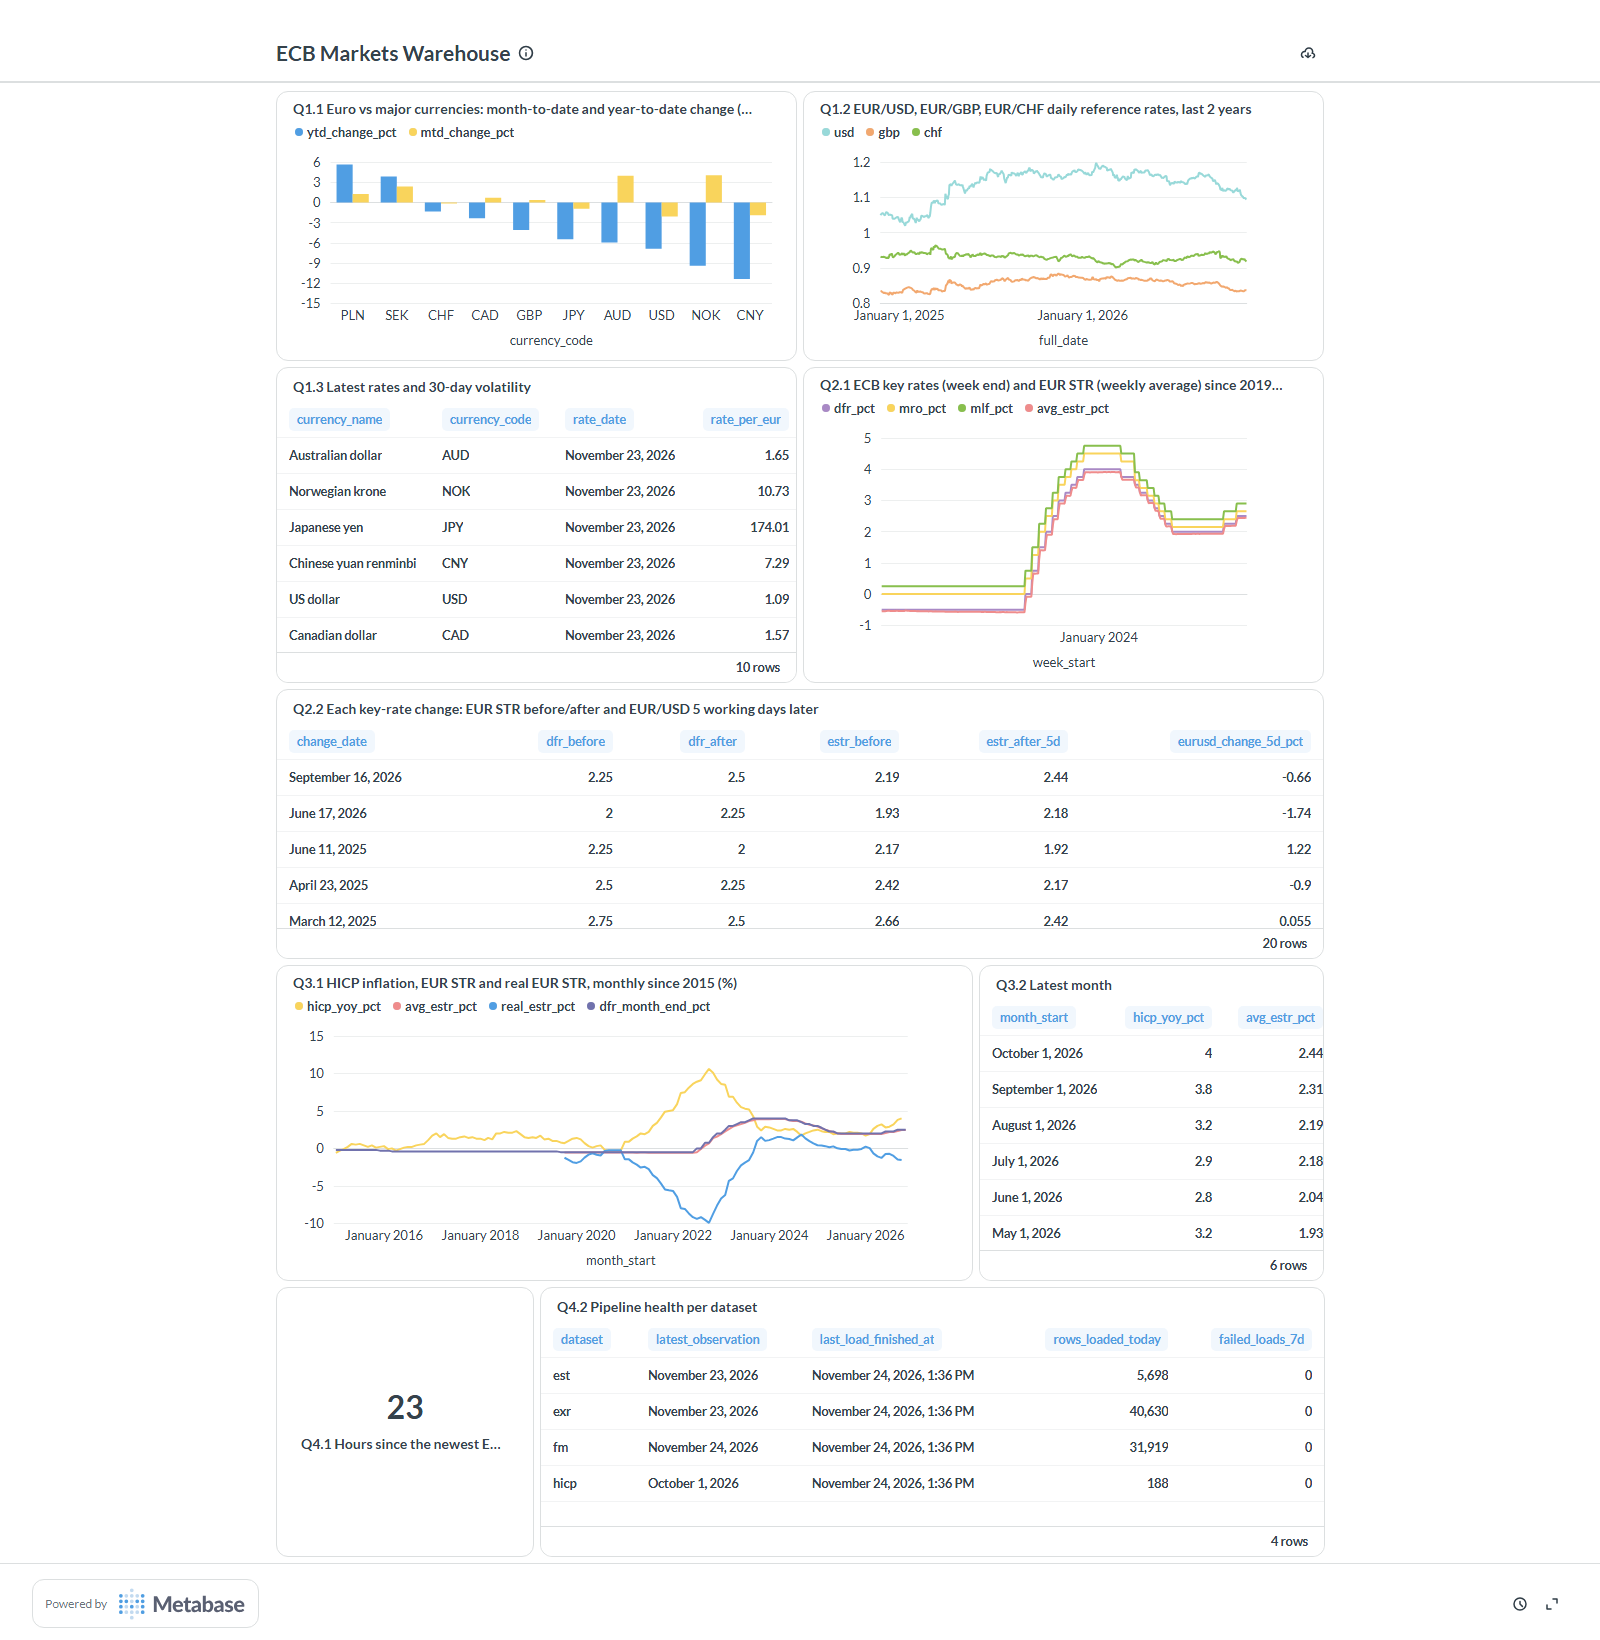 ECB Markets Warehouse
Q1.1 Euro vs major currencies: month-to-date and year-to-date change (...
ytd_change_pct mtd_change_pct
6
3
0
-3
-6
-9
-12
-15
PLN SEK CHF CAD GBP JPY AUD USD NOK CNY
currency_code
Q1.2 EUR/USD, EUR/GBP, EUR/CHF daily reference rates, last 2 years
usd gbp chf
1.2
1.1
1
0.9
0.8
January 1, 2025 January 1, 2026
full_date
Q1.3 Latest rates and 30-day volatility
currency_name currency_code rate_date rate_per_eur
Australian dollar AUD November 23, 2026 1.65
Norwegian krone NOK November 23, 2026 10.73
Japanese yen JPY November 23, 2026 174.01
Chinese yuan renminbi CNY November 23, 2026 7.29
US dollar USD November 23, 2026 1.09
Canadian dollar CAD November 23, 2026 1.57
10 rows
Q2.1 ECB key rates (week end) and EUR STR (weekly average) since 2019...
dfr_pct mro_pct mlf_pct avg_estr_pct
5
4
3
2
1
0
-1
January 2024
week_start
Q2.2 Each key-rate change: EUR STR before/after and EUR/USD 5 working days later
change_date dfr_before dfr_after estr_before estr_after_5d eurusd_change_5d_pct
September 16, 2026 2.25 2.5 2.19 2.44 -0.66
June 17, 2026 2 2.25 1.93 2.18 -1.74
June 11, 2025 2.25 2 2.17 1.92 1.22
April 23, 2025 2.5 2.25 2.42 2.17 -0.9
March 12, 2025 2.75 2.5 2.66 2.42 0.055
20 rows
Q3.1 HICP inflation, EUR STR and real EUR STR, monthly since 2015 (%)
hicp_yoy_pct avg_estr_pct real_estr_pct dfr_month_end_pct
15
10
5
0
-5
-10
January 2016 January 2018 January 2020 January 2022 January 2024 January 2026
month_start
Q3.2 Latest month
month_start hicp_yoy_pct avg_estr_pct
October 1, 2026 4 2.44
September 1, 2026 3.8 2.31
August 1, 2026 3.2 2.19
July 1, 2026 2.9 2.18
June 1, 2026 2.8 2.04
May 1, 2026 3.2 1.93
6 rows
23
Q4.1 Hours since the newest E...
Q4.2 Pipeline health per dataset
dataset latest_observation last_load_finished_at rows_loaded_today failed_loads_7d
est November 23, 2026 November 24, 2026, 1:36 PM 5,698 0
exr November 23, 2026 November 24, 2026, 1:36 PM 40,630 0
fm November 24, 2026 November 24, 2026, 1:36 PM 31,919 0
hicp October 1, 2026 November 24, 2026, 1:36 PM 188 0
4 rows
Powered by Metabase